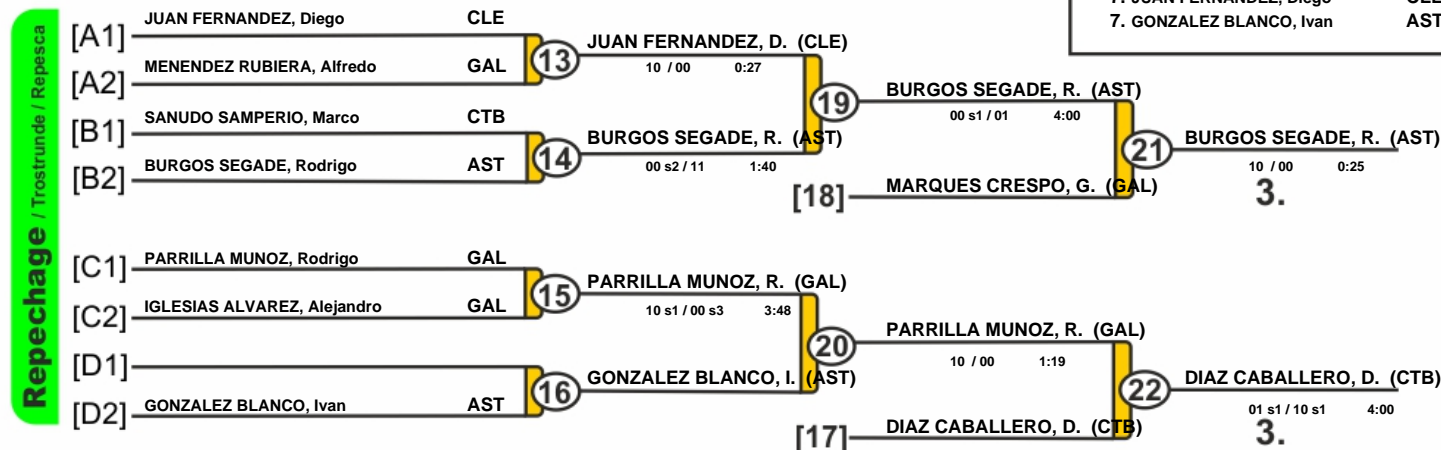 7. JUAN FERNANDEZ, Diego CLE
7. GONZALEZ BLANCO, Ivan AST
Repechage / Trostrunde / Repesca
[A1] JUAN FERNANDEZ, Diego CLE
[A2] MENENDEZ RUBIERA, Alfredo GAL
13 JUAN FERNANDEZ, D. (CLE)
10 / 00 0:27
[B1] SANUDO SAMPERIO, Marco CTB
[B2] BURGOS SEGADE, Rodrigo AST
14 BURGOS SEGADE, R. (AST)
00 s2 / 11 1:40
19 BURGOS SEGADE, R. (AST)
00 s1 / 01 4:00
[18] MARQUES CRESPO, G. (GAL)
21 BURGOS SEGADE, R. (AST)
10 / 00 0:25
3.
[C1] PARRILLA MUNOZ, Rodrigo GAL
[C2] IGLESIAS ALVAREZ, Alejandro GAL
15 PARRILLA MUNOZ, R. (GAL)
10 s1 / 00 s3 3:48
[D1]
[D2] GONZALEZ BLANCO, Ivan AST
16 GONZALEZ BLANCO, I. (AST)
20 PARRILLA MUNOZ, R. (GAL)
10 / 00 1:19
[17] DIAZ CABALLERO, D. (CTB)
22 DIAZ CABALLERO, D. (CTB)
01 s1 / 10 s1 4:00
3.